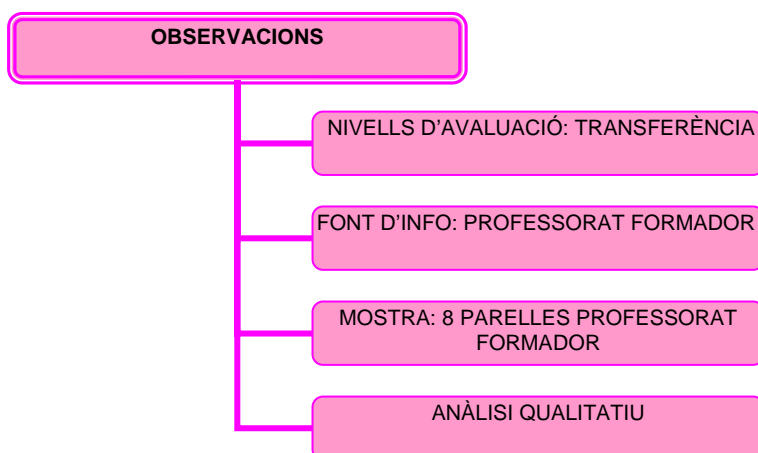 OBSERVACIONS
NIVELLS D'AVALUACIÓ: TRANSFERÈNCIA
FONT D'INFO: PROFESSORAT FORMADOR
MOSTRA: 8 PARELLES PROFESSORAT
FORMADOR
ANÀLISI QUALITATIU